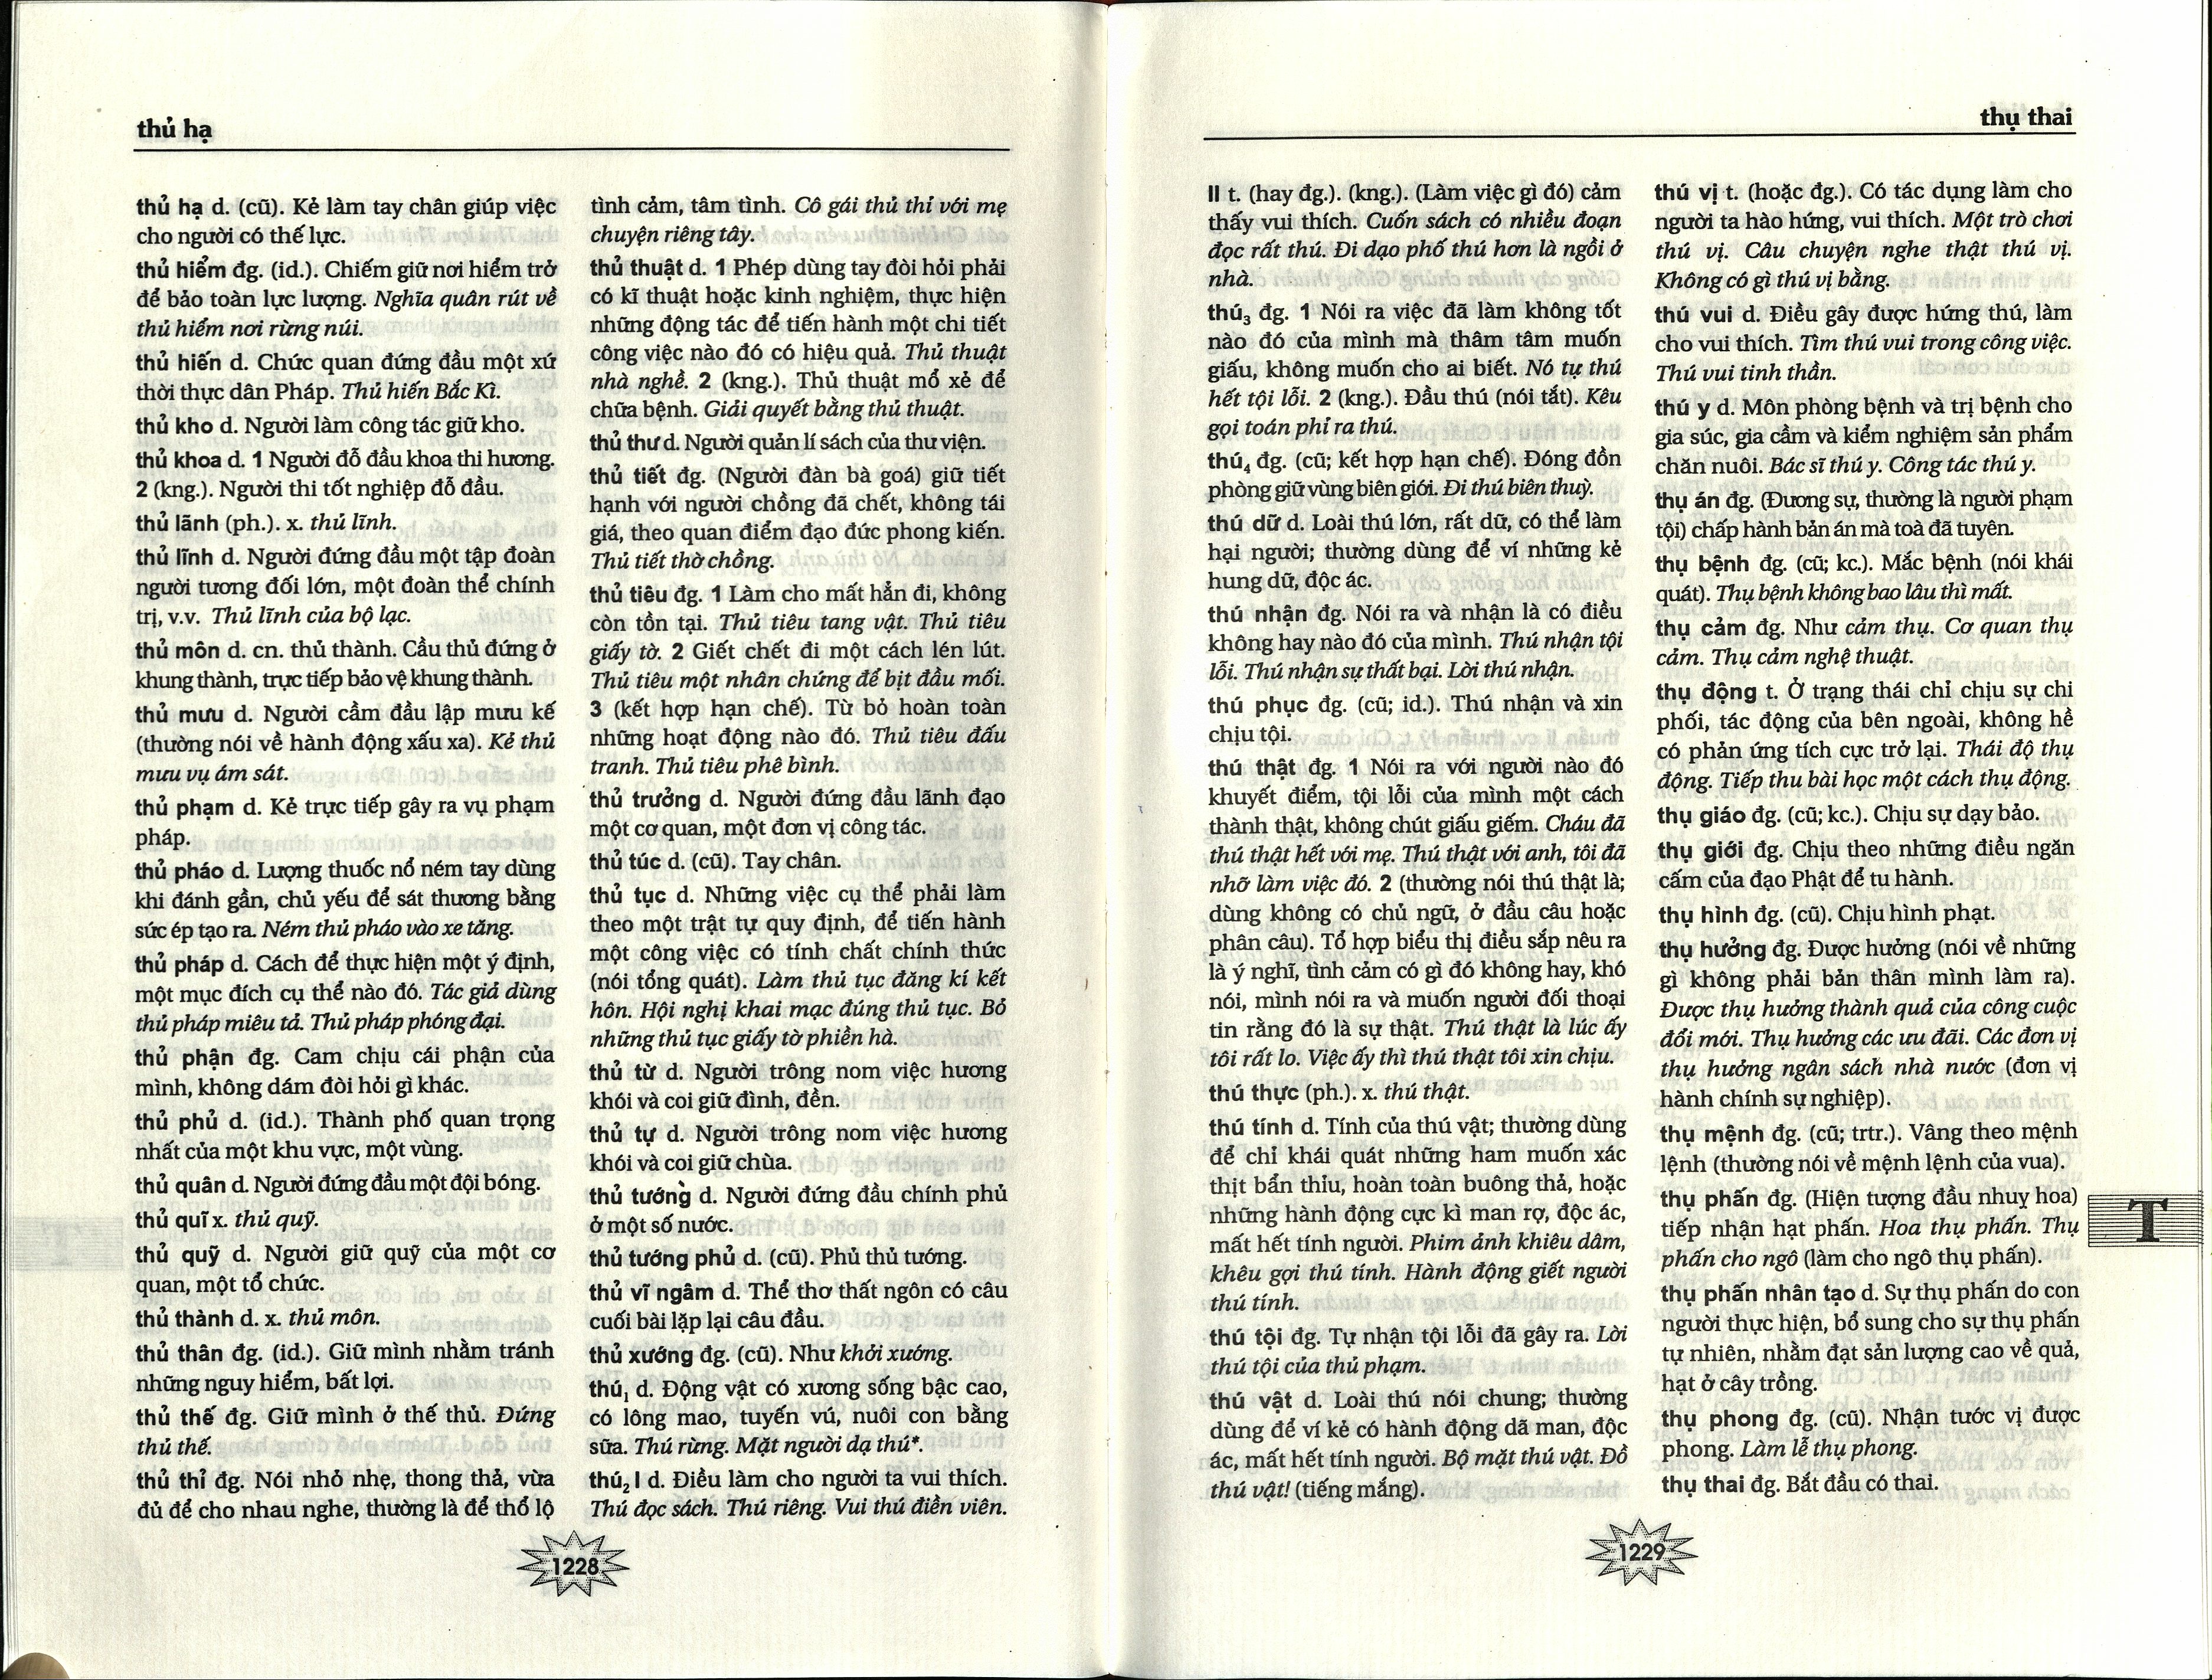 thủ hạ
thủ hạ d. (cũ). Kẻ làm tay chân giúp việc
cho người có thế lực.
thủ hiểm đg. (id.). Chiếm giữ nơi hiểm trở
để bảo toàn lực lượng. Nghĩa quân rút về
thủ hiểm nơi rừng núi.
thủ hiến d. Chức quan đứng đầu một xứ
thời thực dân Pháp. Thủ hiến Bắc Kì.
thủ kho d. Người làm công tác giữ kho.
thủ khoa d. 1 Người đỗ đầu khoa thi hương.
2 (kng.). Người thi tốt nghiệp đỗ đầu.
thủ lãnh (ph.). x. thủ lĩnh.
thủ lĩnh d. Người đứng đầu một tập đoàn
người tương đối lớn, một đoàn thể chính
trị, v.v. Thủ lĩnh của bộ lạc.
thủ môn d. cn. thủ thành. Cầu thủ đứng ở
khung thành, trực tiếp bảo vệ khung thành.
thủ mưu d. Người cầm đầu lập mưu kế
(thường nói về hành động xấu xa). Kẻ thủ
mưu vụ ám sát.
thủ phạm d. Kẻ trực tiếp gây ra vụ phạm
pháp.
thủ pháo d. Lượng thuốc nổ ném tay dùng
khi đánh gần, chủ yếu để sát thương bằng
sức ép tạo ra. Ném thủ pháo vào xe tăng.
thủ pháp d. Cách để thực hiện một ý định,
một mục đích cụ thể nào đó. Tác giả dùng
thủ pháp miêu tả. Thủ pháp phóng đại.
thủ phận đg. Cam chịu cái phận của
mình, không dám đòi hỏi gì khác.
thủ phủ d. (id.). Thành phố quan trọng
nhất của một khu vực, một vùng.
thủ quân d. Người đứng đầu một đội bóng.
thủ quĩ x. thủ quỹ.
thủ quỹ d. Người giữ quỹ của một cơ
quan, một tổ chức.
thủ thành d. x. thủ môn.
thủ thân đg. (id.). Giữ mình nhằm tránh
những nguy hiểm, bất lợi.
thủ thế đg. Giữ mình ở thế thủ. Đứng
thủ thế.
thủ thỉ đg. Nói nhỏ nhẹ, thong thả, vừa
đủ để cho nhau nghe, thường là để thổ lộ
tình cảm, tâm tình. Cô gái thủ thỉ với mẹ
chuyện riêng tây.
thủ thuật d. 1 Phép dùng tay đòi hỏi phải
có kĩ thuật hoặc kinh nghiệm, thực hiện
những động tác để tiến hành một chi tiết
công việc nào đó có hiệu quả. Thủ thuật
nhà nghề. 2 (kng.). Thủ thuật mổ xẻ để
chữa bệnh. Giải quyết bằng thủ thuật.
thủ thư d. Người quản lí sách của thư viện.
thủ tiết đg. (Người đàn bà goá) giữ tiết
hạnh với người chồng đã chết, không tái
giá, theo quan điểm đạo đức phong kiến.
Thủ tiết thờ chồng.
thủ tiêu đg. 1 Làm cho mất hẳn đi, không
còn tồn tại. Thủ tiêu tang vật. Thủ tiêu
giấy tờ. 2 Giết chết đi một cách lén lút.
Thủ tiêu một nhân chứng để bịt đầu mối.
3 (kết hợp hạn chế). Từ bỏ hoàn toàn
những hoạt động nào đó. Thủ tiêu đấu
tranh. Thủ tiêu phê bình.
thủ trưởng d. Người đứng đầu lãnh đạo
một cơ quan, một đơn vị công tác.
thủ túc d. (cũ). Tay chân.
thủ tục d. Những việc cụ thể phải làm
theo một trật tự quy định, để tiến hành
một công việc có tính chất chính thức
(nói tổng quát). Làm thủ tục đăng kí kết
hôn. Hội nghị khai mạc đúng thủ tục. Bỏ
những thủ tục giấy tờ phiền hà.
thủ từ d. Người trông nom việc hương
khói và coi giữ đình, đền.
thủ tự d. Người trông nom việc hương
khói và coi giữ chùa.
thủ tướng d. Người đứng đầu chính phủ
ở một số nước.
thủ tướng phủ d. (cũ). Phủ thủ tướng.
thủ vĩ ngâm d. Thể thơ thất ngôn có câu
cuối bài lặp lại câu đầu.
thủ xướng đg. (cũ). Như khởi xướng.
thú₁ d. Động vật có xương sống bậc cao,
có lông mao, tuyến vú, nuôi con bằng
sữa. Thú rừng. Mặt người dạ thú*.
thú₂ I d. Điều làm cho người ta vui thích.
Thú đọc sách. Thú riêng. Vui thú điền viên.
1228
thụ thai
II t. (hay đg.). (kng.). (Làm việc gì đó) cảm
thấy vui thích. Cuốn sách có nhiều đoạn
đọc rất thú. Đi dạo phố thú hơn là ngồi ở
nhà.
thú₃ đg. 1 Nói ra việc đã làm không tốt
nào đó của mình mà thâm tâm muốn
giấu, không muốn cho ai biết. Nó tự thú
hết tội lỗi. 2 (kng.). Đầu thú (nói tắt). Kêu
gọi toán phỉ ra thú.
thú₄ đg. (cũ; kết hợp hạn chế). Đóng đồn
phòng giữ vùng biên giới. Đi thú biên thuỳ.
thú dữ d. Loài thú lớn, rất dữ, có thể làm
hại người; thường dùng để ví những kẻ
hung dữ, độc ác.
thú nhận đg. Nói ra và nhận là có điều
không hay nào đó của mình. Thú nhận tội
lỗi. Thú nhận sự thất bại. Lời thú nhận.
thú phục đg. (cũ; id.). Thú nhận và xin
chịu tội.
thú thật đg. 1 Nói ra với người nào đó
khuyết điểm, tội lỗi của mình một cách
thành thật, không chút giấu giếm. Cháu đã
thú thật hết với mẹ. Thú thật với anh, tôi đã
nhỡ làm việc đó. 2 (thường nói thú thật là;
dùng không có chủ ngữ, ở đầu câu hoặc
phân câu). Tổ hợp biểu thị điều sắp nêu ra
là ý nghĩ, tình cảm có gì đó không hay, khó
nói, mình nói ra và muốn người đối thoại
tin rằng đó là sự thật. Thú thật là lúc ấy
tôi rất lo. Việc ấy thì thú thật tôi xin chịu.
thú thực (ph.). x. thú thật.
thú tính d. Tính của thú vật; thường dùng
để chỉ khái quát những ham muốn xác
thịt bẩn thỉu, hoàn toàn buông thả, hoặc
những hành động cực kì man rợ, độc ác,
mất hết tính người. Phim ảnh khiêu dâm,
khêu gợi thú tính. Hành động giết người
thú tính.
thú tội đg. Tự nhận tội lỗi đã gây ra. Lời
thú tội của thủ phạm.
thú vật d. Loài thú nói chung; thường
dùng để ví kẻ có hành động dã man, độc
ác, mất hết tính người. Bộ mặt thú vật. Đồ
thú vật! (tiếng mắng).
thú vị t. (hoặc đg.). Có tác dụng làm cho
người ta hào hứng, vui thích. Một trò chơi
thú vị. Câu chuyện nghe thật thú vị.
Không có gì thú vị bằng.
thú vui d. Điều gây được hứng thú, làm
cho vui thích. Tìm thú vui trong công việc.
Thú vui tinh thần.
thú y d. Môn phòng bệnh và trị bệnh cho
gia súc, gia cầm và kiểm nghiệm sản phẩm
chăn nuôi. Bác sĩ thú y. Công tác thú y.
thụ án đg. (Đương sự, thường là người phạm
tội) chấp hành bản án mà toà đã tuyên.
thụ bệnh đg. (cũ; kc.). Mắc bệnh (nói khái
quát). Thụ bệnh không bao lâu thì mất.
thụ cảm đg. Như cảm thụ. Cơ quan thụ
cảm. Thụ cảm nghệ thuật.
thụ động t. Ở trạng thái chỉ chịu sự chi
phối, tác động của bên ngoài, không hề
có phản ứng tích cực trở lại. Thái độ thụ
động. Tiếp thu bài học một cách thụ động.
thụ giáo đg. (cũ; kc.). Chịu sự dạy bảo.
thụ giới đg. Chịu theo những điều ngăn
cấm của đạo Phật để tu hành.
thụ hình đg. (cũ). Chịu hình phạt.
thụ hưởng đg. Được hưởng (nói về những
gì không phải bản thân mình làm ra).
Được thụ hưởng thành quả của công cuộc
đổi mới. Thụ hưởng các ưu đãi. Các đơn vị
thụ hưởng ngân sách nhà nước (đơn vị
hành chính sự nghiệp).
thụ mệnh đg. (cũ; trtr.). Vâng theo mệnh
lệnh (thường nói về mệnh lệnh của vua).
thụ phấn đg. (Hiện tượng đầu nhuỵ hoa)
tiếp nhận hạt phấn. Hoa thụ phấn. Thụ
phấn cho ngô (làm cho ngô thụ phấn).
thụ phấn nhân tạo d. Sự thụ phấn do con
người thực hiện, bổ sung cho sự thụ phấn
tự nhiên, nhằm đạt sản lượng cao về quả,
hạt ở cây trồng.
thụ phong đg. (cũ). Nhận tước vị được
phong. Làm lễ thụ phong.
thụ thai đg. Bắt đầu có thai.
T
1229